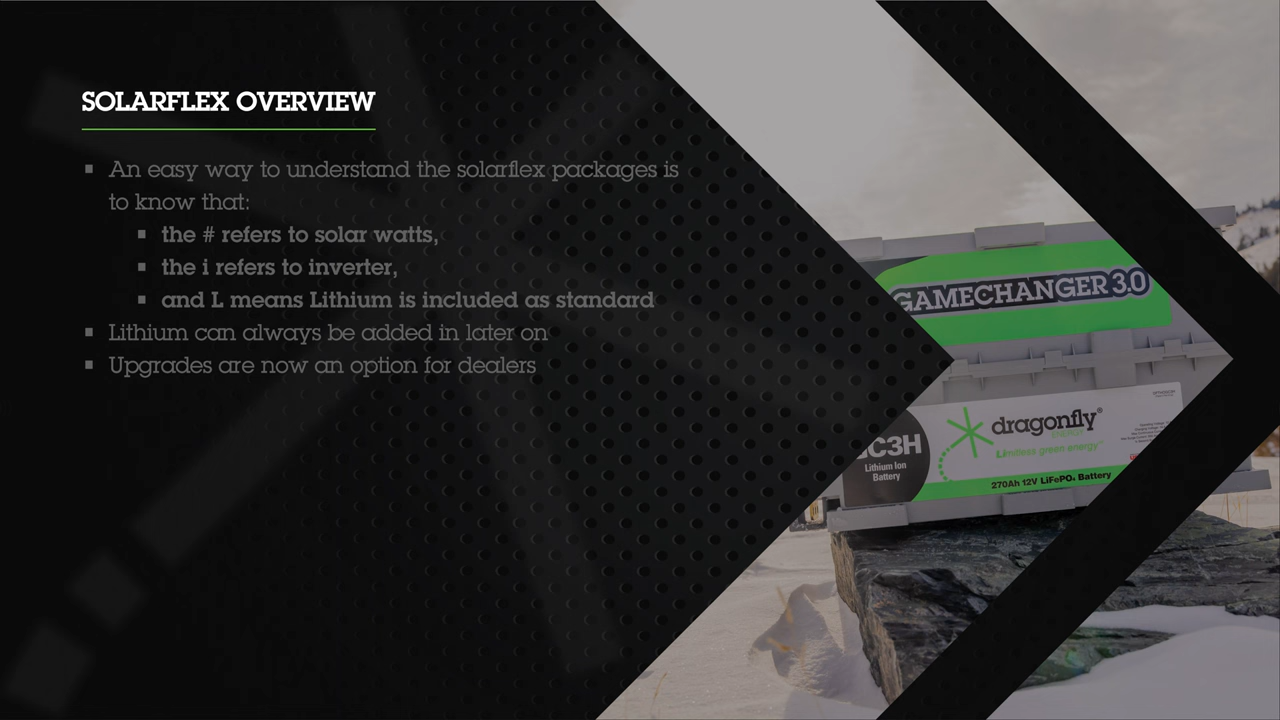 SOLARFLEX OVERVIEW
An easy way to understand the solarflex packages is
to know that:
the # refers to solar watts,
the i refers to inverter,
and L means Lithium is included as standard
Lithium can always be added in later on
Upgrades are now an option for dealers
GAMECHANGER 3.0
dragonfly®
ENERGY
Limitless green energy™
C3H
Lithium Ion
Battery
270Ah 12V LiFePO₄ Battery